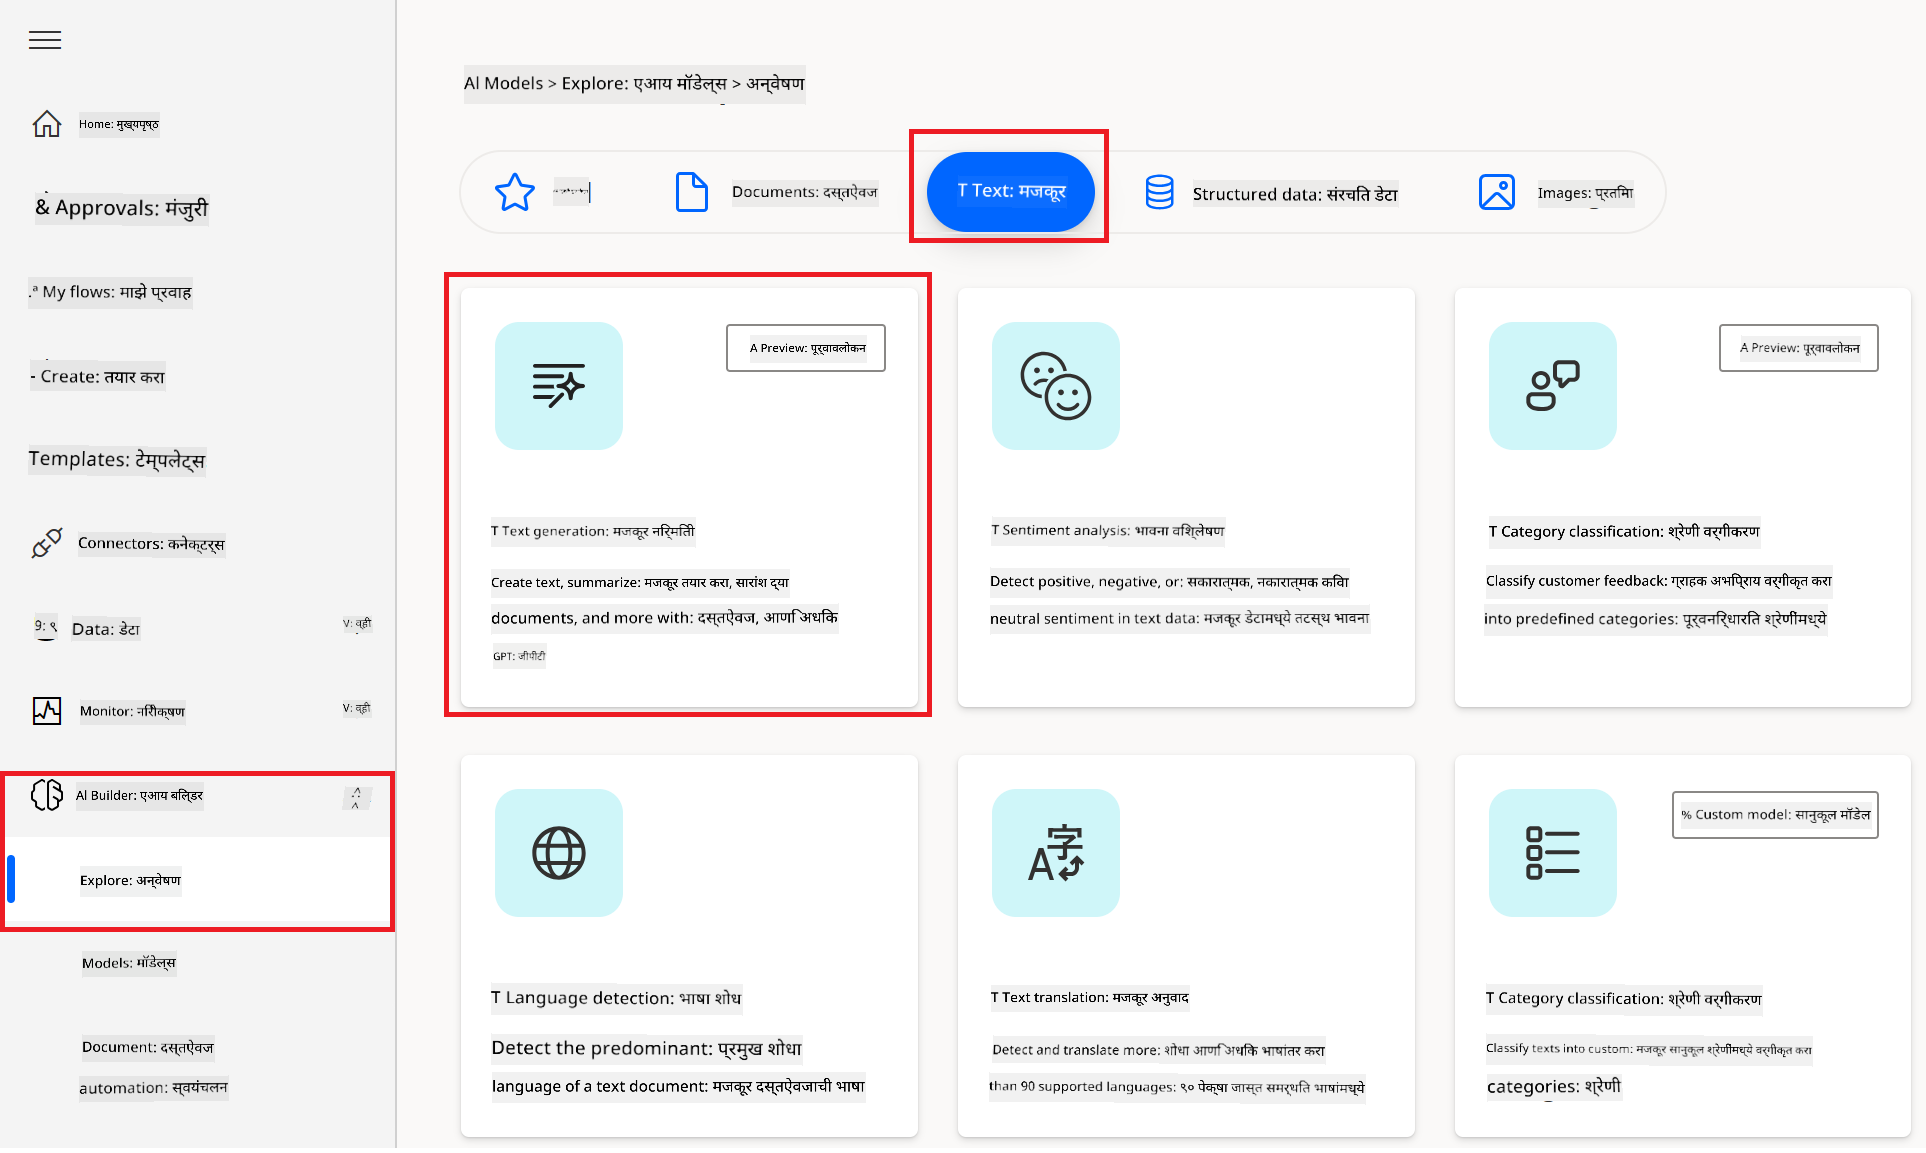 Home: मुख्यपृष्ठ
& Approvals: मंजुरी
.ª My flows: माझे प्रवाह
- Create: तयार करा
Templates: टेम्पलेट्स
Connectors: कनेक्टर्स
9: ९ Data: डेटा V: व्ही
Monitor: निरीक्षण V: व्ही
AI Builder: एआय बिल्डर
Explore: अन्वेषण
Models: मॉडेल्स
Document: दस्तऐवज
automation: स्वयंचलन
AI Models > Explore: एआय मॉडेल्स > अन्वेषण
Documents: दस्तऐवज
T Text: मजकूर
Structured data: संरचित डेटा
Images: प्रतिमा
A Preview: पूर्वावलोकन
T Text generation: मजकूर निर्मिती
Create text, summarize: मजकूर तयार करा, सारांश द्या
documents, and more with: दस्तऐवज, आणि अधिक
GPT: जीपीटी
T Sentiment analysis: भावना विश्लेषण
Detect positive, negative, or: सकारात्मक, नकारात्मक किंवा
neutral sentiment in text data: मजकूर डेटामध्ये तटस्थ भावना
A Preview: पूर्वावलोकन
T Category classification: श्रेणी वर्गीकरण
Classify customer feedback: ग्राहक अभिप्राय वर्गीकृत करा
into predefined categories: पूर्वनिर्धारित श्रेणींमध्ये
T Language detection: भाषा शोध
Detect the predominant: प्रमुख शोधा
language of a text document: मजकूर दस्तऐवजाची भाषा
T Text translation: मजकूर अनुवाद
Detect and translate more: शोधा आणि अधिक भाषांतर करा
than 90 supported languages: ९० पेक्षा जास्त समर्थित भाषांमध्ये
% Custom model: सानुकूल मॉडेल
T Category classification: श्रेणी वर्गीकरण
Classify texts into custom: मजकूर सानुकूल श्रेणींमध्ये वर्गीकृत करा
categories: श्रेणी